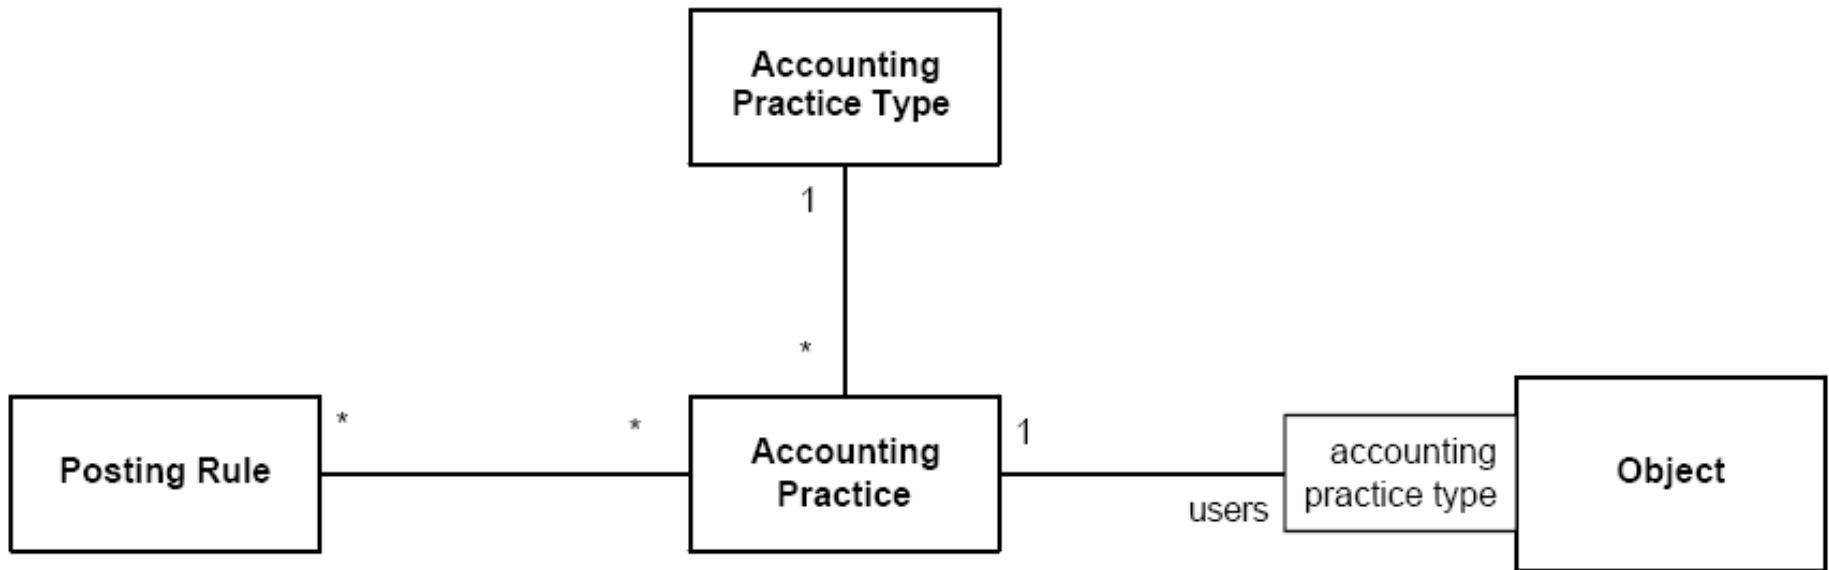 Accounting
Practice Type
1
*
Posting Rule
*
*
Accounting
Practice
1
users
accounting
practice type
Object